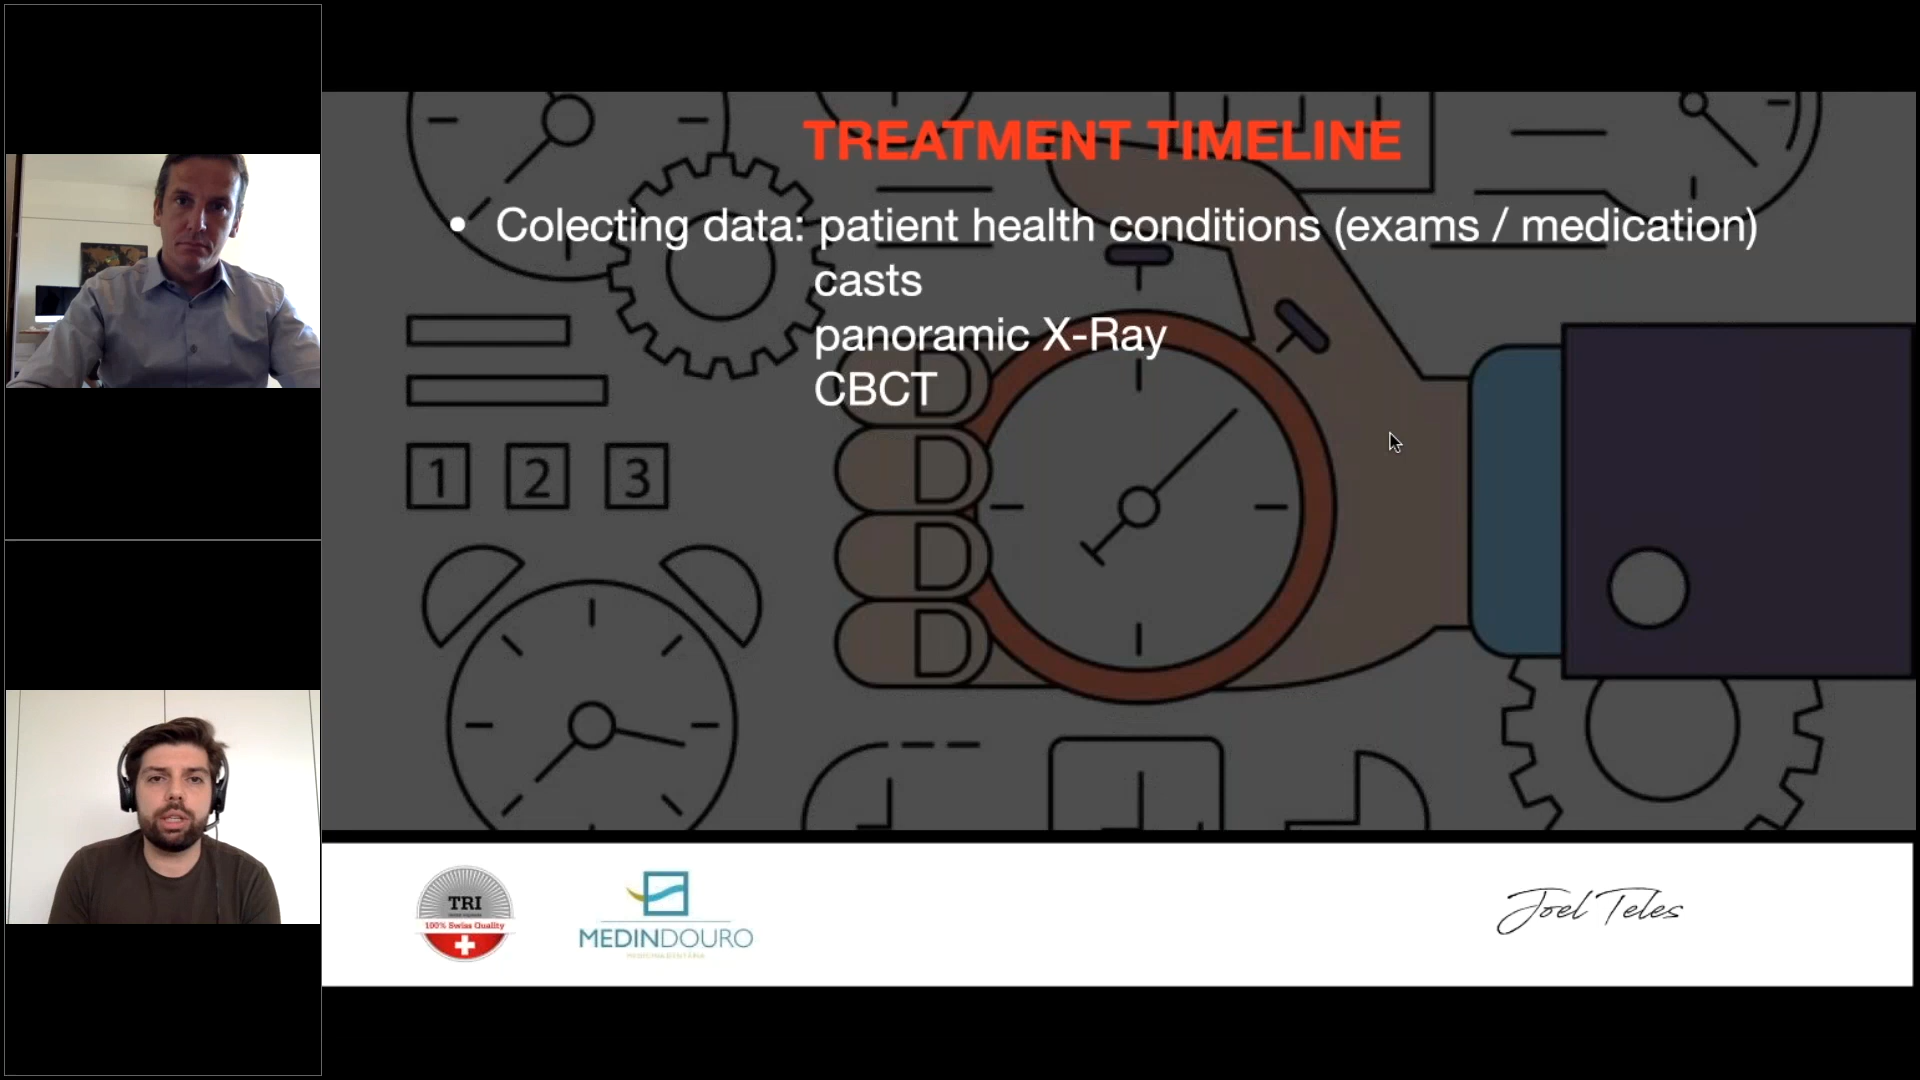 TREATMENT TIMELINE
• Colecting data: patient health conditions (exams / medication)
casts
panoramic X-Ray
CBCT
1 2 3
TRI
100% Swiss Quality
MEDINDOURO
Joel Teles